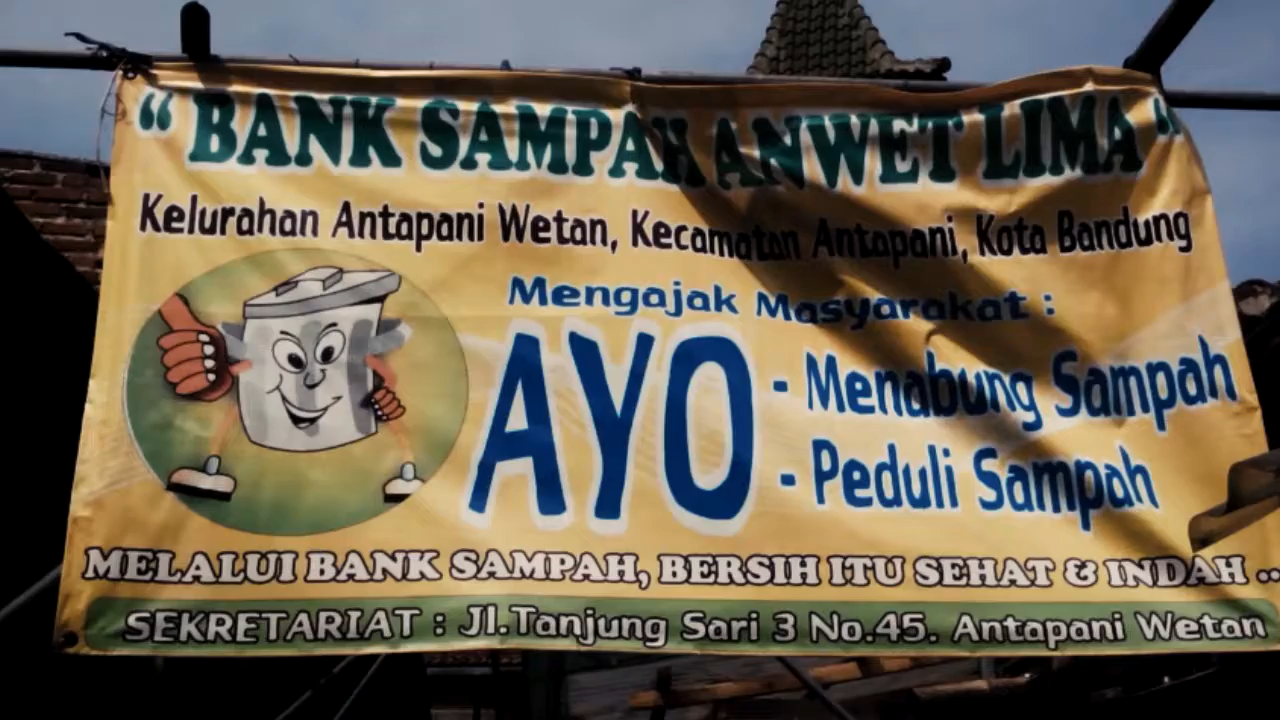 “ BANK SAMPAH ANWET LIMA “
Kelurahan Antapani Wetan, Kecamatan Antapani, Kota Bandung
Mengajak Masyarakat :
AYO
- Menabung Sampah
- Peduli Sampah
MELALUI BANK SAMPAH, BERSIH ITU SEHAT & INDAH ..
SEKRETARIAT : Jl.Tanjung Sari 3 No.45. Antapani Wetan